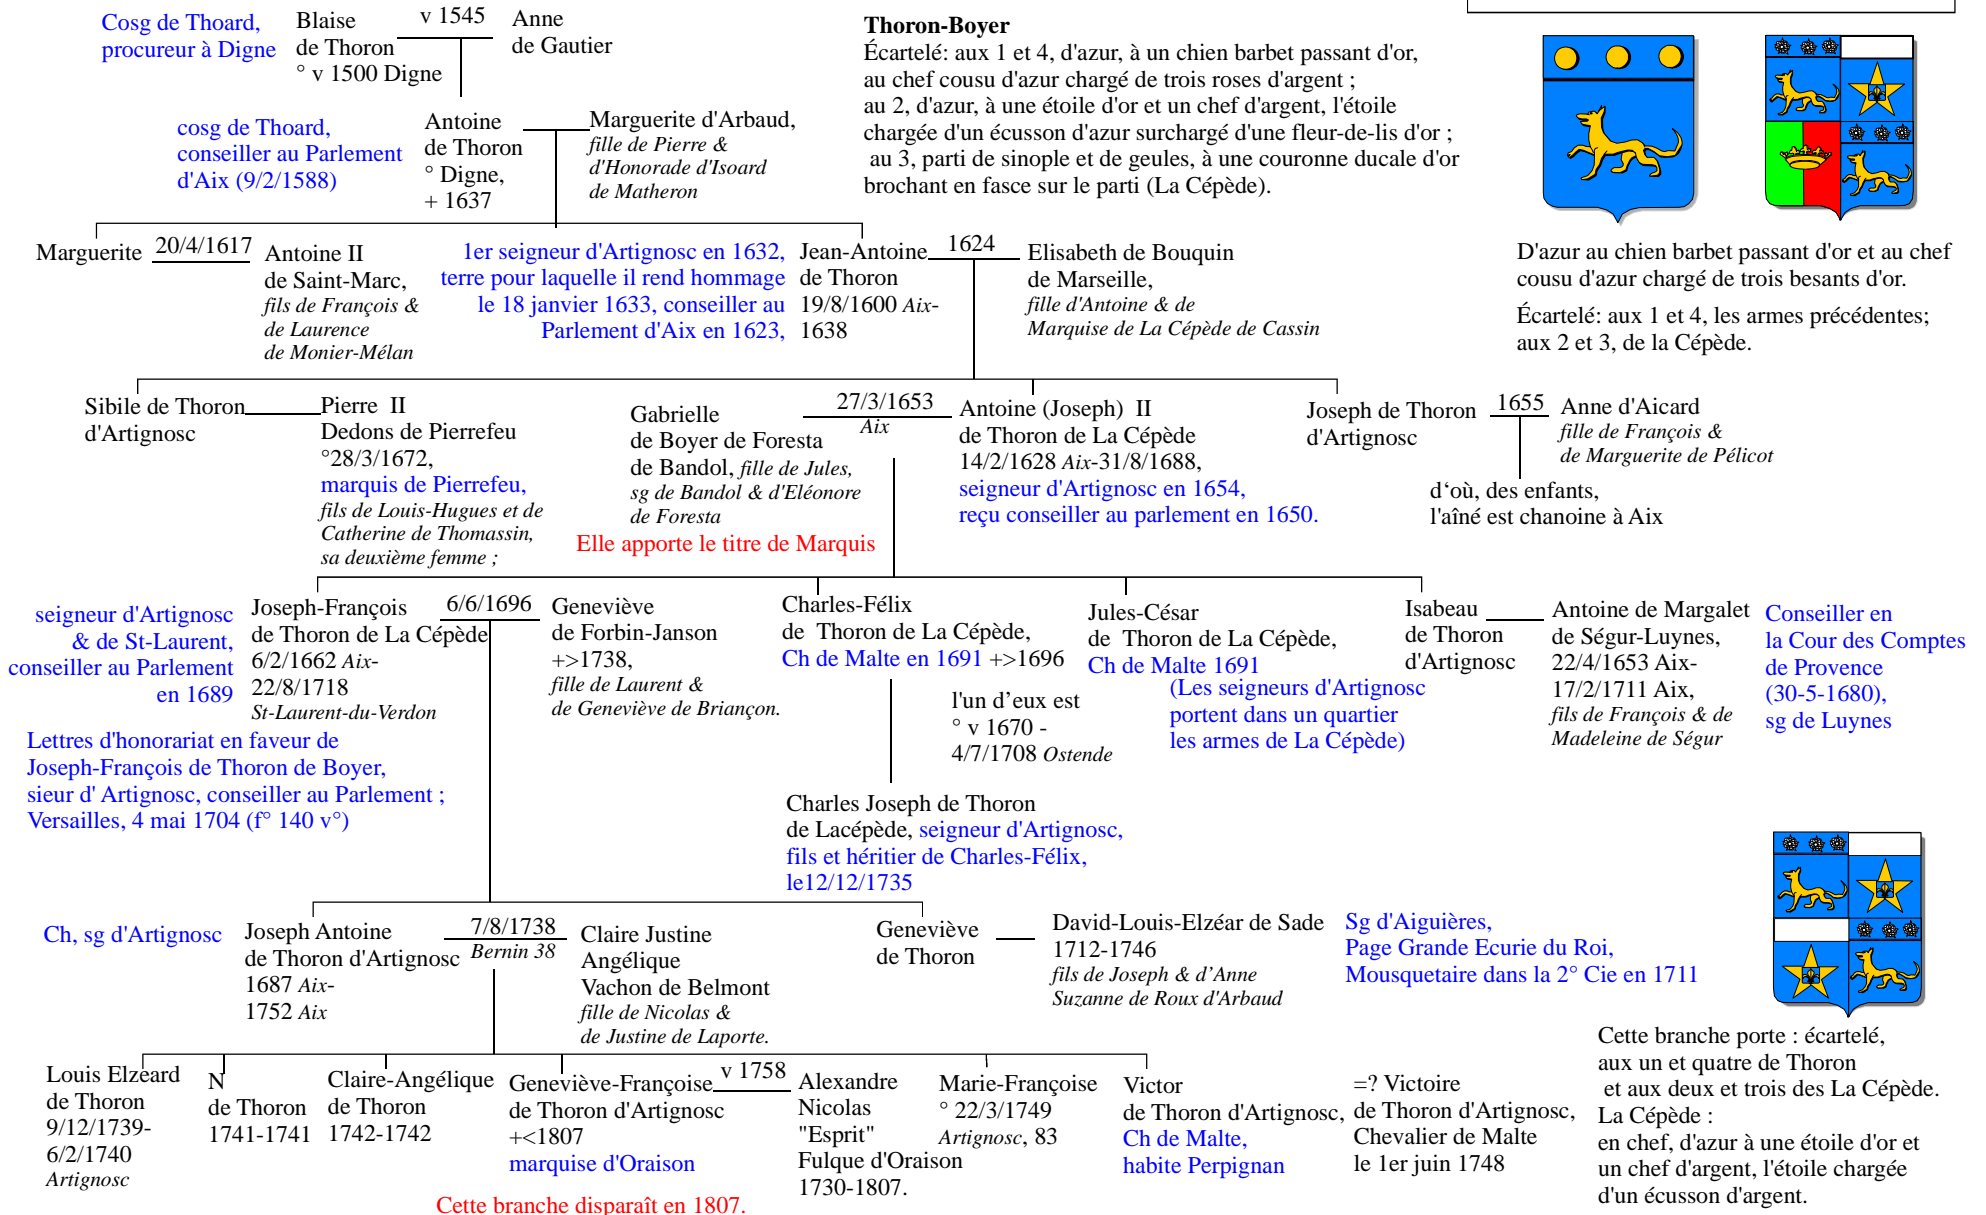 Cosg de Thoard,
procureur à Digne
Blaise
de Thoron
° v 1500 Digne
v 1545
Anne
de Gautier
Thoron-Boyer
Écartelé: aux 1 et 4, d'azur, à un chien barbet passant d'or,
au chef cousu d'azur chargé de trois roses d'argent ;
au 2, d'azur, à une étoile d'or et un chef d'argent, l'étoile
chargée d'un écusson d'azur surchargé d'une fleur-de-lis d'or ;
au 3, parti de sinople et de geules, à une couronne ducale d'or
brochant en fasce sur le parti (La Cépède).
cosg de Thoard,
conseiller au Parlement
d'Aix (9/2/1588)
Antoine
de Thoron
° Digne,
+ 1637
Marguerite d'Arbaud,
fille de Pierre &
d'Honorade d'Isoard
de Matheron
D'azur au chien barbet passant d'or et au chef
cousu d'azur chargé de trois besants d'or.
Écartelé: aux 1 et 4, les armes précédentes;
aux 2 et 3, de la Cépède.
Marguerite
20/4/1617
Antoine II
de Saint-Marc,
fils de François &
de Laurence
de Monier-Mélan
1er seigneur d'Artignosc en 1632,
terre pour laquelle il rend hommage
le 18 janvier 1633, conseiller au
Parlement d'Aix en 1623,
Jean-Antoine
de Thoron
19/8/1600 Aix-
1638
1624
Elisabeth de Bouquin
de Marseille,
fille d'Antoine & de
Marquise de La Cépède de Cassin
Sibile de Thoron
d'Artignosc
Pierre II
Dedons de Pierrefeu
°28/3/1672,
marquis de Pierrefeu,
fils de Louis-Hugues et de
Catherine de Thomassin,
sa deuxième femme ;
Gabrielle
de Boyer de Foresta
de Bandol, fille de Jules,
sg de Bandol & d'Eléonore
de Foresta
Elle apporte le titre de Marquis
27/3/1653
Aix
Antoine (Joseph) II
de Thoron de La Cépède
14/2/1628 Aix-31/8/1688,
seigneur d'Artignosc en 1654,
reçu conseiller au parlement en 1650.
Joseph de Thoron
d'Artignosc
1655
Anne d'Aicard
fille de François &
de Marguerite de Pélicot
d‘où, des enfants,
l'aîné est chanoine à Aix
seigneur d'Artignosc
& de St-Laurent,
conseiller au Parlement
en 1689
Joseph-François
de Thoron de La Cépède
6/2/1662 Aix-
22/8/1718
St-Laurent-du-Verdon
6/6/1696
Geneviève
de Forbin-Janson
+>1738,
fille de Laurent &
de Geneviève de Briançon.
Charles-Félix
de Thoron de La Cépède,
Ch de Malte en 1691 +>1696
Jules-César
de Thoron de La Cépède,
Ch de Malte 1691
l'un d’eux est
° v 1670 -
4/7/1708 Ostende
(Les seigneurs d'Artignosc
portent dans un quartier
les armes de La Cépède)
Isabeau
de Thoron
d'Artignosc
Antoine de Margalet
de Ségur-Luynes,
22/4/1653 Aix-
17/2/1711 Aix,
fils de François & de
Madeleine de Ségur
Conseiller en
la Cour des Comptes
de Provence
(30-5-1680),
sg de Luynes
Lettres d'honorariat en faveur de
Joseph-François de Thoron de Boyer,
sieur d' Artignosc, conseiller au Parlement ;
Versailles, 4 mai 1704 (f° 140 v°)
Charles Joseph de Thoron
de Lacépède, seigneur d'Artignosc,
fils et héritier de Charles-Félix,
le12/12/1735
Ch, sg d'Artignosc
Joseph Antoine
de Thoron d'Artignosc
1687 Aix-
1752 Aix
7/8/1738
Bernin 38
Claire Justine
Angélique
Vachon de Belmont
fille de Nicolas &
de Justine de Laporte.
Geneviève
de Thoron
David-Louis-Elzéar de Sade
1712-1746
fils de Joseph & d’Anne
Suzanne de Roux d'Arbaud
Sg d'Aiguières,
Page Grande Ecurie du Roi,
Mousquetaire dans la 2° Cie en 1711
Louis Elzéard
de Thoron
9/12/1739-
6/2/1740
Artignosc
N
de Thoron
1741-1741
Claire-Angélique
de Thoron
1742-1742
Geneviève-Françoise
de Thoron d'Artignosc
+<1807
marquise d'Oraison
v 1758
Alexandre
Nicolas
"Esprit"
Fulque d'Oraison
1730-1807.
Marie-Françoise
° 22/3/1749
Artignosc, 83
Victor
de Thoron d'Artignosc,
Ch de Malte,
habite Perpignan
=? Victoire
de Thoron d'Artignosc,
Chevalier de Malte
le 1er juin 1748
Cette branche porte : écartelé,
aux un et quatre de Thoron
et aux deux et trois des La Cépède.
La Cépède :
en chef, d'azur à une étoile d'or et
un chef d'argent, l'étoile chargée
d'un écusson d'argent.
Cette branche disparaît en 1807.